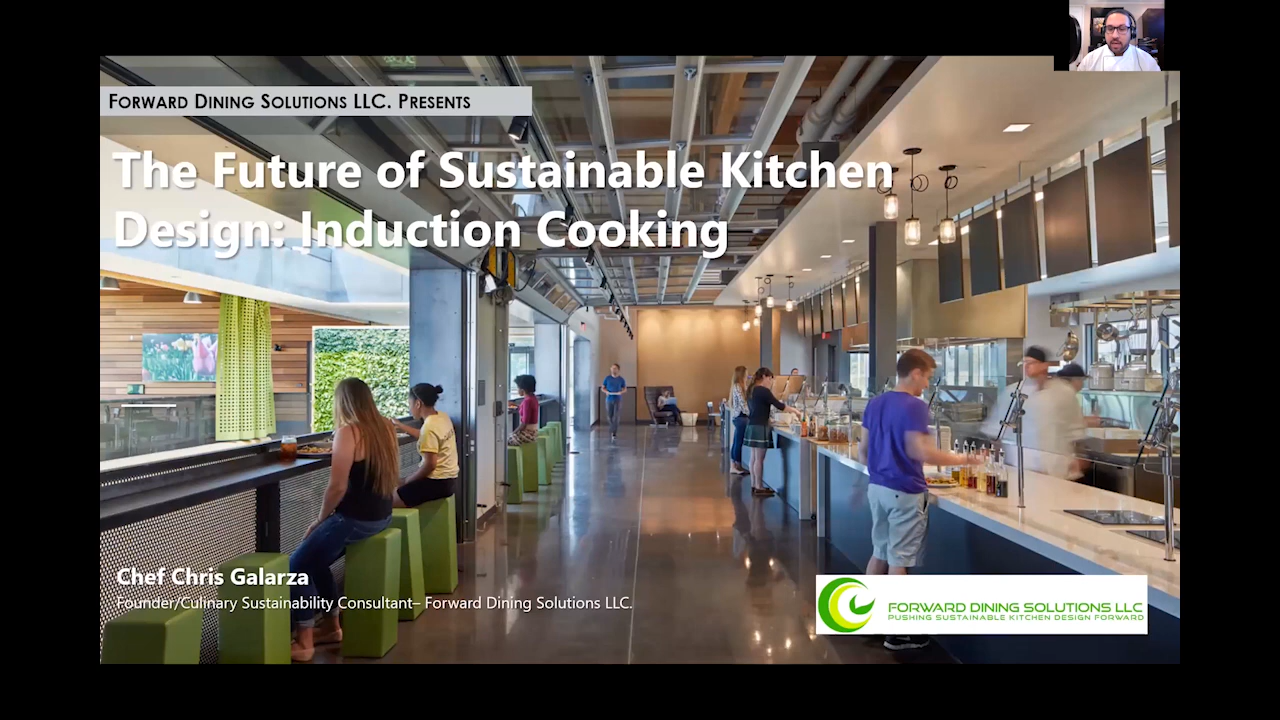 FORWARD DINING SOLUTIONS LLC. PRESENTS
The Future of Sustainable Kitchen
Design: Induction Cooking
Chef Chris Galarza
Founder/Culinary Sustainability Consultant– Forward Dining Solutions LLC.
FORWARD DINING SOLUTIONS LLC
PUSHING SUSTAINABLE KITCHEN DESIGN FORWARD